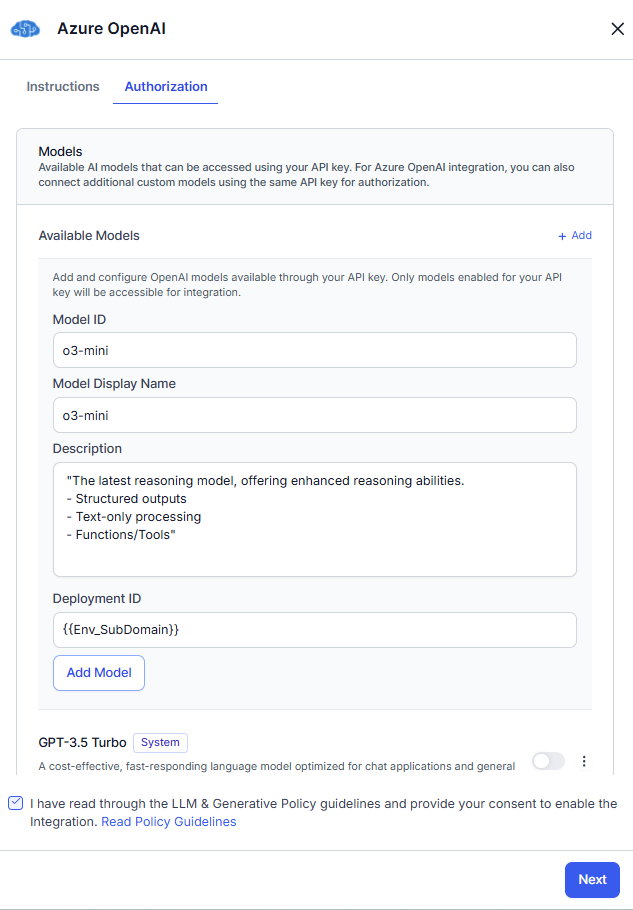 Azure OpenAI
Instructions
Authorization
Models
Available AI models that can be accessed using your API key. For Azure OpenAI integration, you can also
connect additional custom models using the same API key for authorization.
Available Models
+ Add
Add and configure OpenAI models available through your API key. Only models enabled for your API
key will be accessible for integration.
Model ID
o3-mini
Model Display Name
o3-mini
Description
"The latest reasoning model, offering enhanced reasoning abilities.
- Structured outputs
- Text-only processing
- Functions/Tools"
Deployment ID
{{Env_SubDomain}}
Add Model
GPT-3.5 Turbo System
A cost-effective, fast-responding language model optimized for chat applications and general
I have read through the LLM & Generative Policy guidelines and provide your consent to enable the
Integration. Read Policy Guidelines
Next